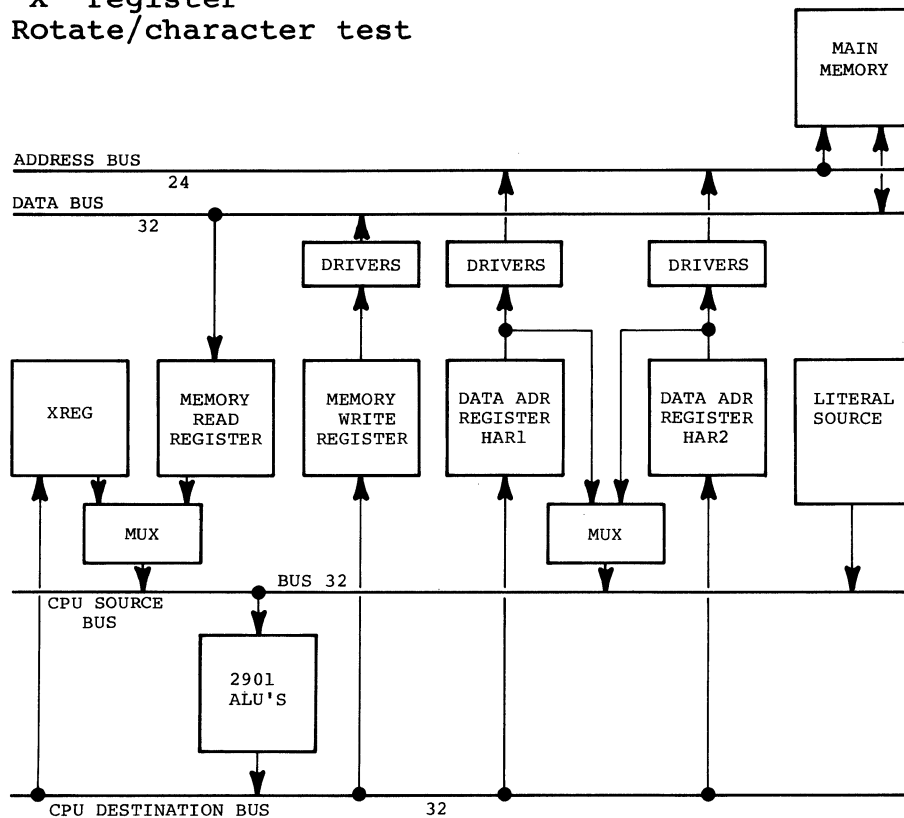 "X" register
Rotate/character test
MAIN
MEMORY
ADDRESS BUS
24
DATA BUS
32
DRIVERS
DRIVERS
DRIVERS
XREG
MEMORY
READ
REGISTER
MEMORY
WRITE
REGISTER
DATA ADR
REGISTER
HAR1
DATA ADR
REGISTER
HAR2
LITERAL
SOURCE
MUX
MUX
BUS 32
CPU SOURCE
BUS
2901
ALU'S
CPU DESTINATION BUS
32